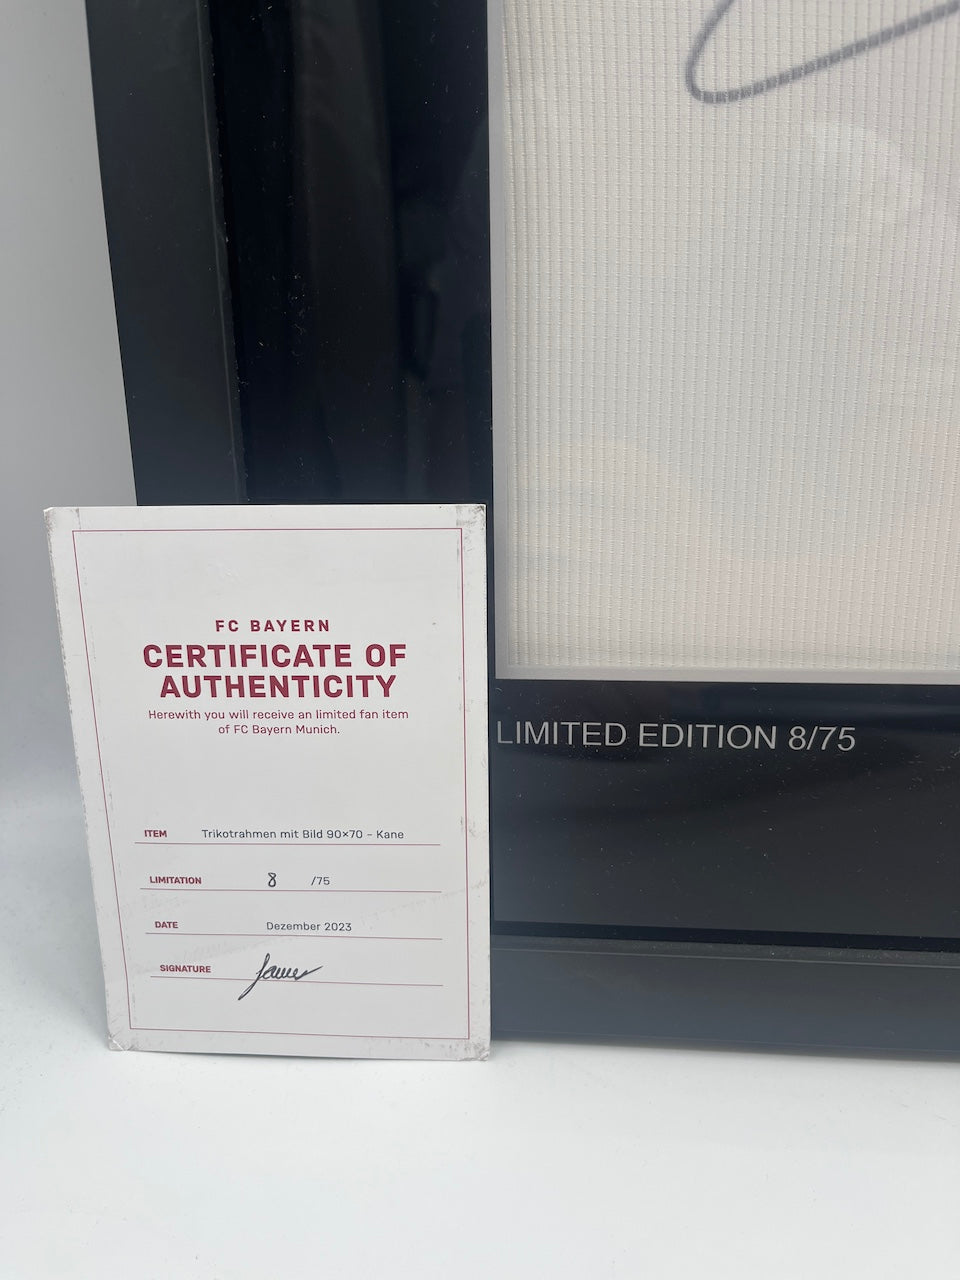 FC BAYERN
CERTIFICATE OF
AUTHENTICITY
Herewith you will receive an limited fan item
of FC Bayern Munich.
LIMITED EDITION 8/75
ITEM Trikotrahmen mit Bild 90×70 – Kane
LIMITATION 8 /75
DATE Dezember 2023
SIGNATURE